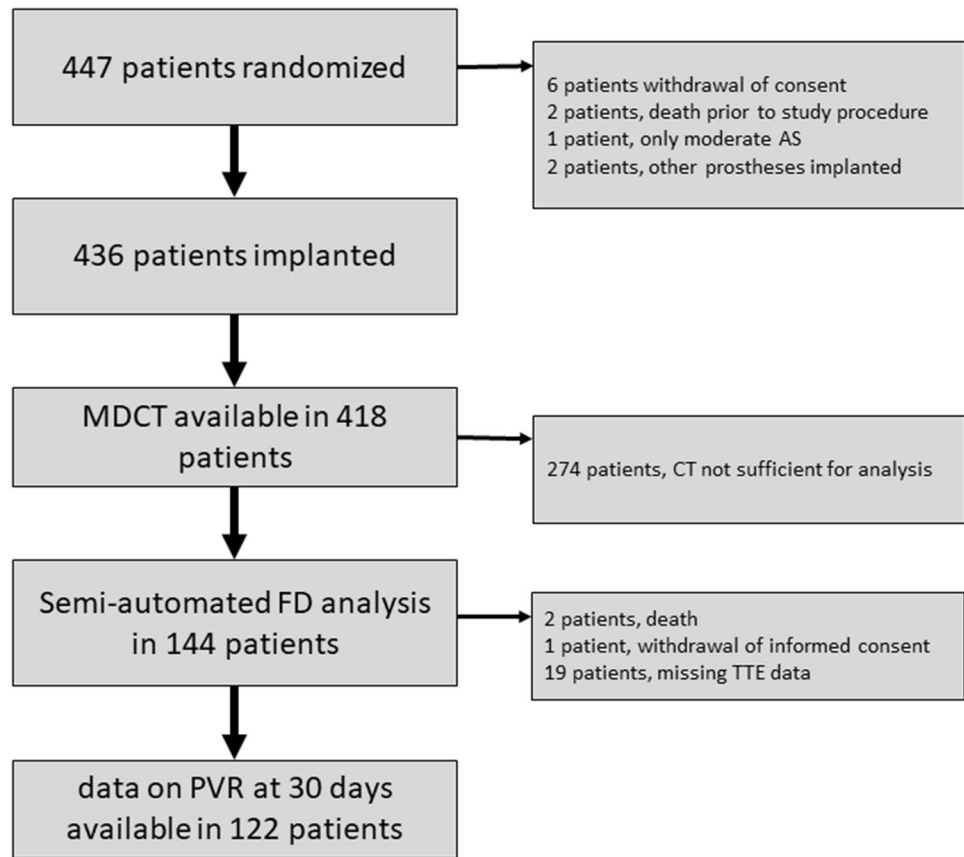 447 patients randomized
6 patients withdrawal of consent
2 patients, death prior to study procedure
1 patient, only moderate AS
2 patients, other prostheses implanted
436 patients implanted
MDCT available in 418
patients
274 patients, CT not sufficient for analysis
Semi-automated FD analysis
in 144 patients
2 patients, death
1 patient, withdrawal of informed consent
19 patients, missing TTE data
data on PVR at 30 days
available in 122 patients